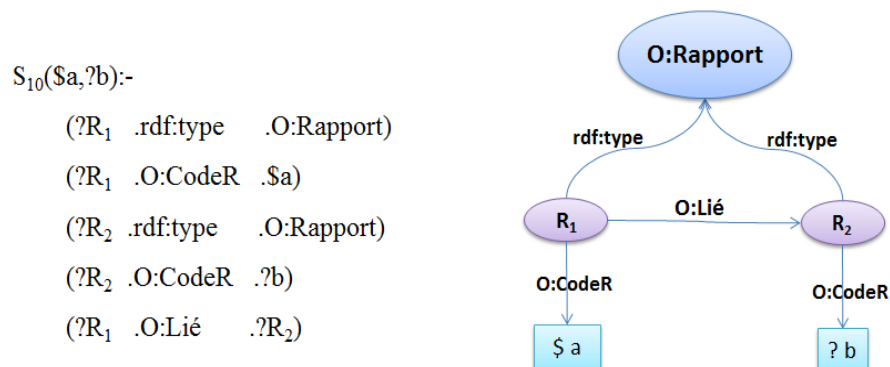 S₁₀($a,?b):-
(?R₁ .rdf:type .O:Rapport)
(?R₁ .O:CodeR .$a)
(?R₂ .rdf:type .O:Rapport)
(?R₂ .O:CodeR .?b)
(?R₁ .O:Lié .?R₂)
O:Rapport
rdf:type rdf:type
O:Lié
R₁ R₂
O:CodeR
O:CodeR
$ a ? b